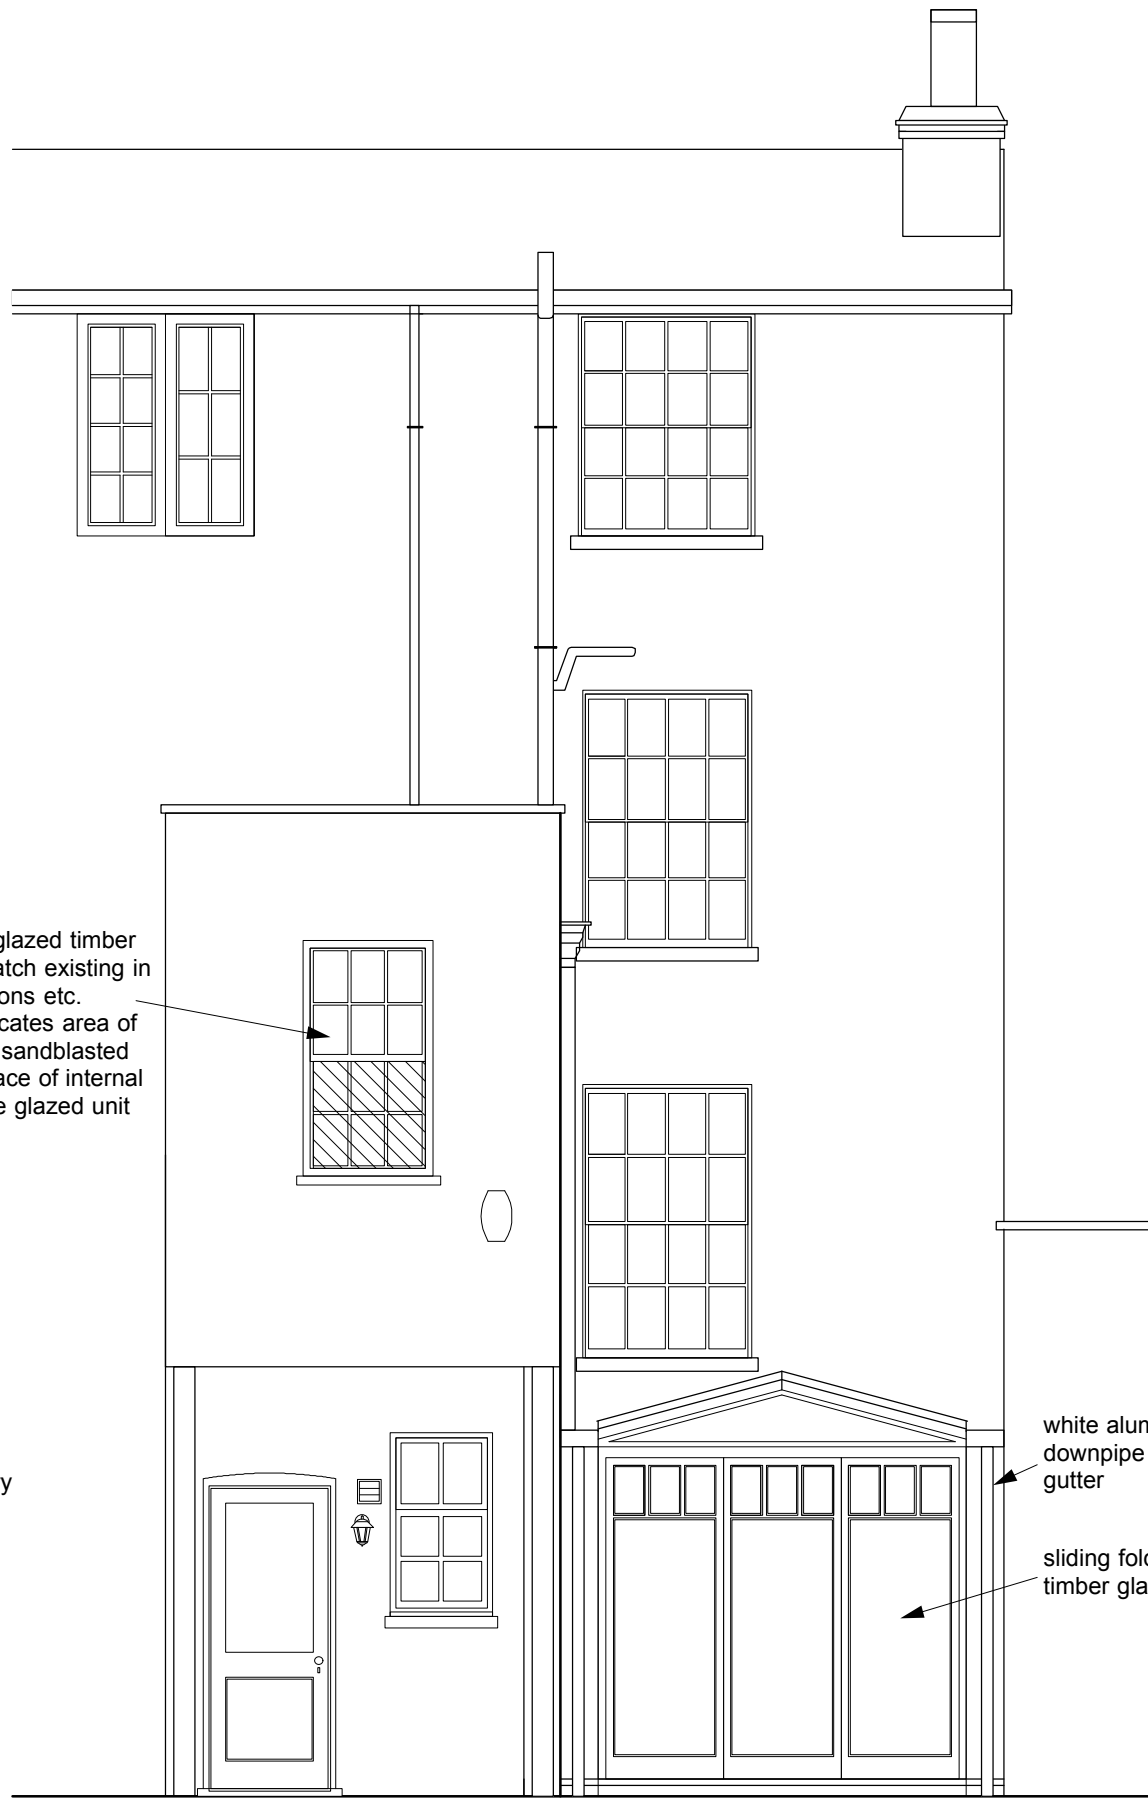 glazed timber
atch existing in
ons etc.
cates area of
sandblasted
ace of internal
e glazed unit
y
white alun
downpipe
gutter
sliding fold
timber gla